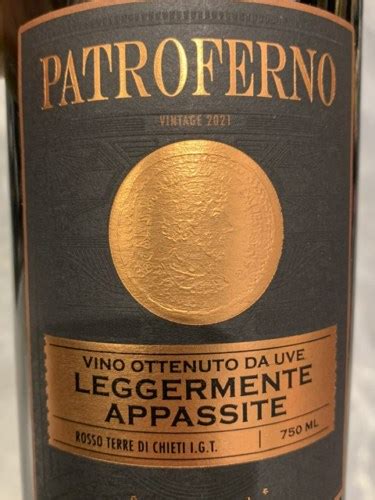 PATROFERNO
VINTAGE 2021
VINO OTTENUTO DA UVE
LEGGERMENTE
APPASSITE
ROSSO TERRE DI CHIETI I.G.T.
750 ML